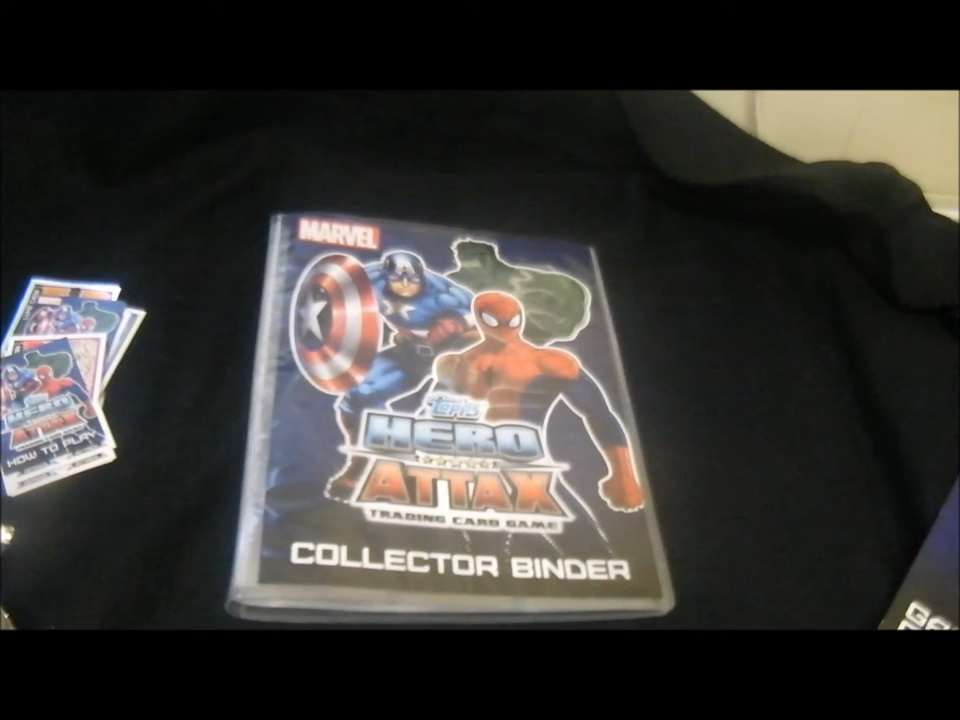 MARVEL
Topps
HERO
ATTAX
TRADING CARD GAME
COLLECTOR BINDER
HERO
ATTAX
HOW TO PLAY